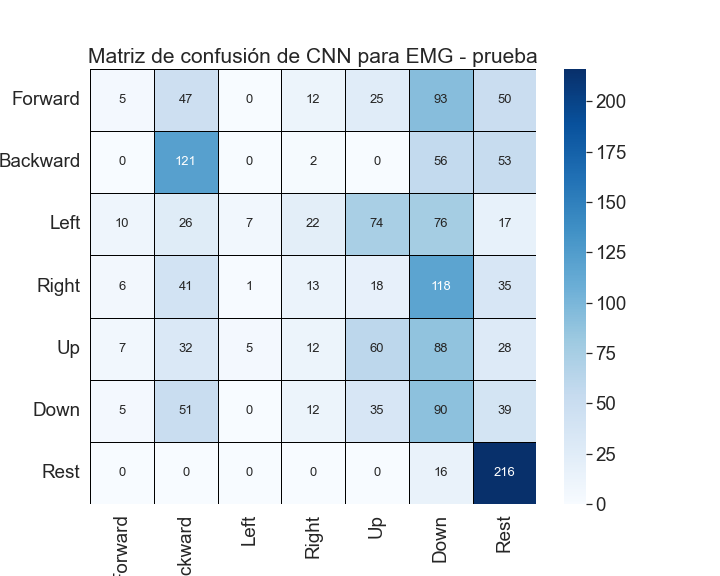 Matriz de confusión de CNN para EMG - prueba
Forward 5 47 0 12 25 93 50
Backward 0 121 0 2 0 56 53
Left 10 26 7 22 74 76 17
Right 6 41 1 13 18 118 35
Up 7 32 5 12 60 88 28
Down 5 51 0 12 35 90 39
Rest 0 0 0 0 0 16 216
Forward
ckward
Left
Right
Up
Down
Rest
200
175
150
125
100
75
50
25
0